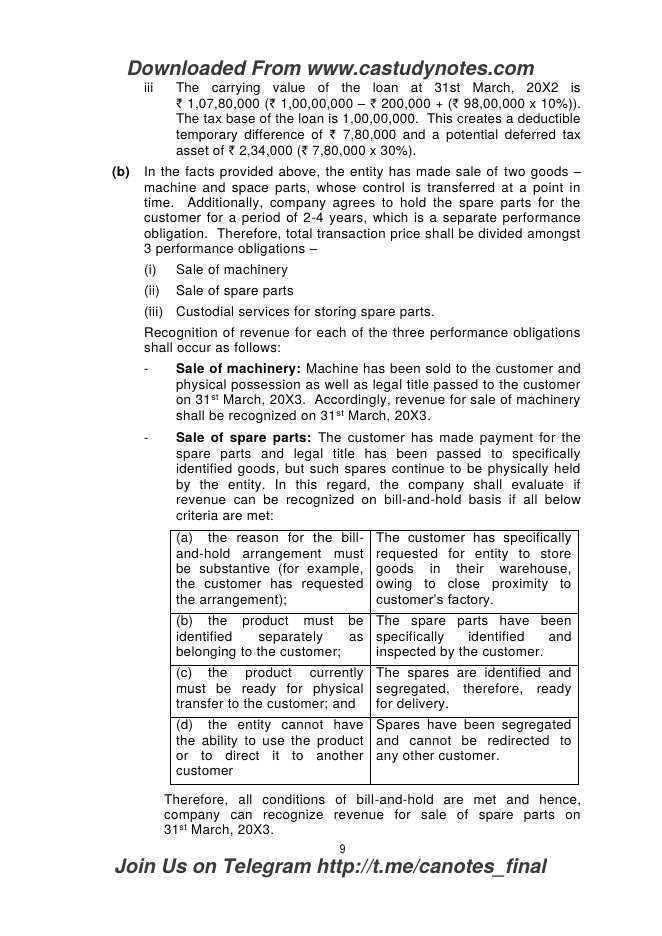 Downloaded From www.castudynotes.com
iii The carrying value of the loan at 31st March, 20X2 is
₹ 1,07,80,000 (₹ 1,00,00,000 – ₹ 200,000 + (₹ 98,00,000 x 10%)).
The tax base of the loan is 1,00,00,000. This creates a deductible
temporary difference of ₹ 7,80,000 and a potential deferred tax
asset of ₹ 2,34,000 (₹ 7,80,000 x 30%).
(b) In the facts provided above, the entity has made sale of two goods –
machine and space parts, whose control is transferred at a point in
time. Additionally, company agrees to hold the spare parts for the
customer for a period of 2-4 years, which is a separate performance
obligation. Therefore, total transaction price shall be divided amongst
3 performance obligations –
(i) Sale of machinery
(ii) Sale of spare parts
(iii) Custodial services for storing spare parts.
Recognition of revenue for each of the three performance obligations
shall occur as follows:
- Sale of machinery: Machine has been sold to the customer and
physical possession as well as legal title passed to the customer
on 31st March, 20X3. Accordingly, revenue for sale of machinery
shall be recognized on 31st March, 20X3.
- Sale of spare parts: The customer has made payment for the
spare parts and legal title has been passed to specifically
identified goods, but such spares continue to be physically held
by the entity. In this regard, the company shall evaluate if
revenue can be recognized on bill-and-hold basis if all below
criteria are met:
(a) the reason for the bill-
and-hold arrangement must
be substantive (for example,
the customer has requested
the arrangement);
The customer has specifically
requested for entity to store
goods in their warehouse,
owing to close proximity to
customer's factory.
(b) the product must be
identified separately as
belonging to the customer;
The spare parts have been
specifically identified and
inspected by the customer.
(c) the product currently
must be ready for physical
transfer to the customer; and
The spares are identified and
segregated, therefore, ready
for delivery.
(d) the entity cannot have
the ability to use the product
or to direct it to another
customer
Spares have been segregated
and cannot be redirected to
any other customer.
Therefore, all conditions of bill-and-hold are met and hence,
company can recognize revenue for sale of spare parts on
31st March, 20X3.
9
Join Us on Telegram http://t.me/canotes_final